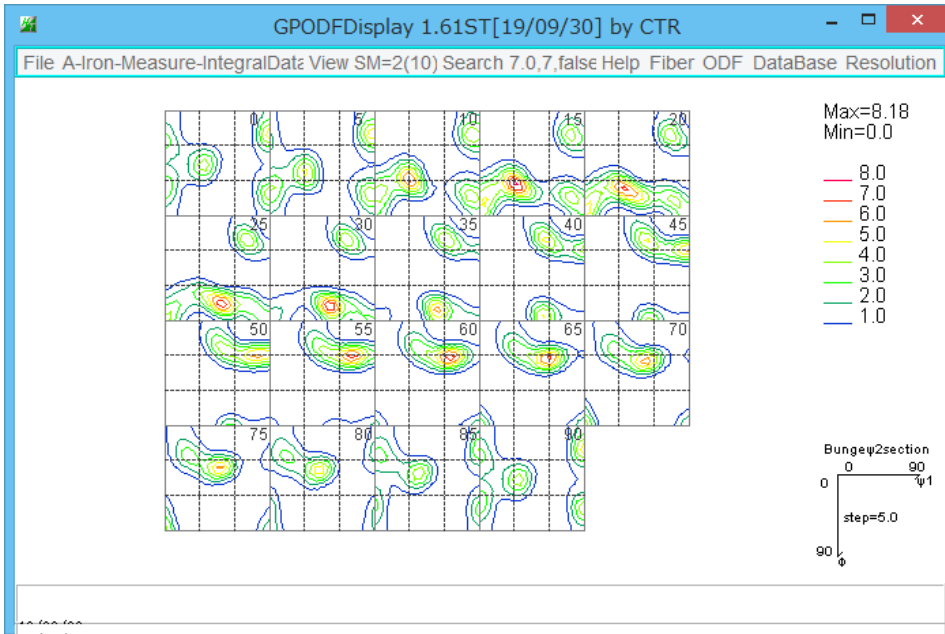 GPODFDisplay 1.61ST[19/09/30] by CTR
File A-Iron-Measure-IntegralData View SM=2(10) Search 7.0,7,false Help Fiber ODF DataBase Resolution
Max=8.18
Min=0.0
0 5 10 15 20
8.0
7.0
6.0
5.0
4.0
3.0
2.0
1.0
25 30 35 40 45
50 55 60 65 70
75 80 85 90
Bungeψ2section
0 90
0 ψ1
step=5.0
90
ϕ